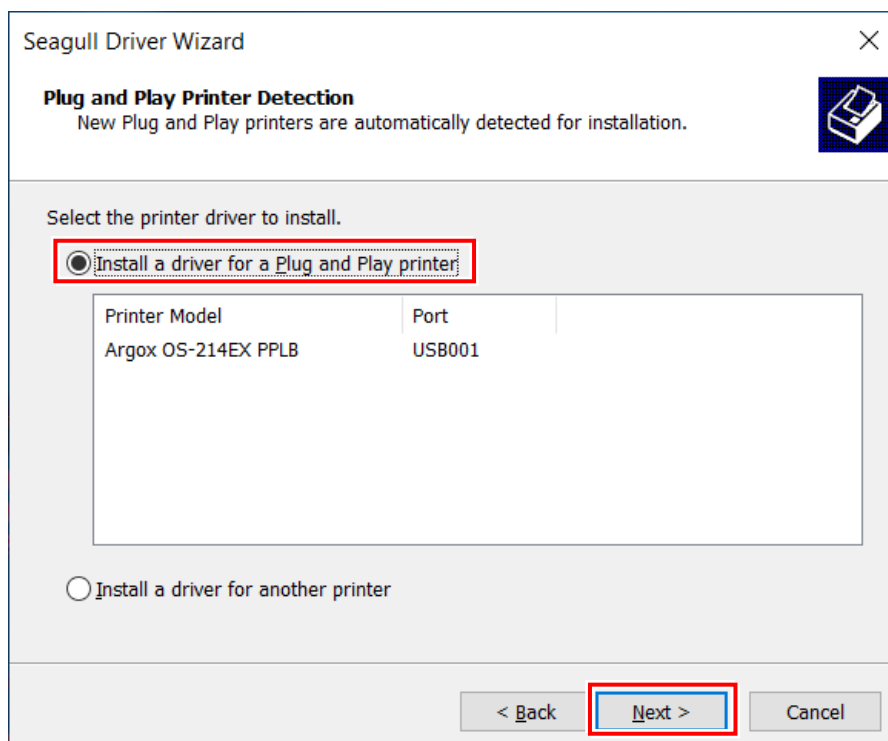 Seagull Driver Wizard
Plug and Play Printer Detection
New Plug and Play printers are automatically detected for installation.
Select the printer driver to install.
Install a driver for a Plug and Play printer
Printer Model Port
Argox OS-214EX PPLB USB001
Install a driver for another printer
< Back Next > Cancel